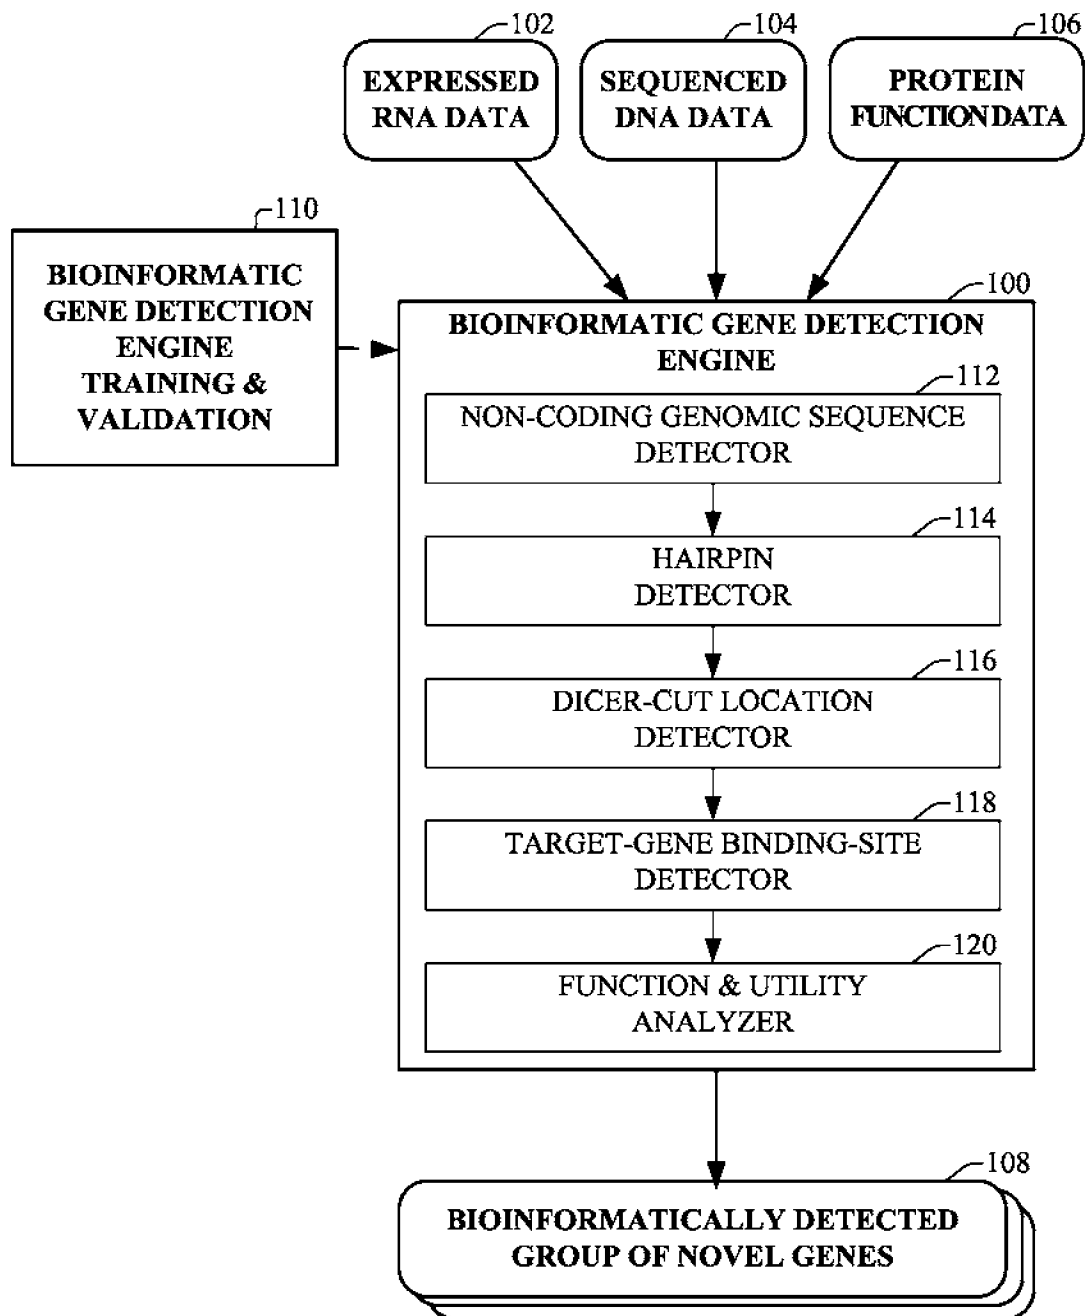 102
EXPRESSED
RNA DATA
104
SEQUENCED
DNA DATA
106
PROTEIN
FUNCTION DATA
110
BIOINFORMATIC
GENE DETECTION
ENGINE
TRAINING &
VALIDATION
100
BIOINFORMATIC GENE DETECTION
ENGINE
112
NON-CODING GENOMIC SEQUENCE
DETECTOR
114
HAIRPIN
DETECTOR
116
DICER-CUT LOCATION
DETECTOR
118
TARGET-GENE BINDING-SITE
DETECTOR
120
FUNCTION & UTILITY
ANALYZER
108
BIOINFORMATICALLY DETECTED
GROUP OF NOVEL GENES